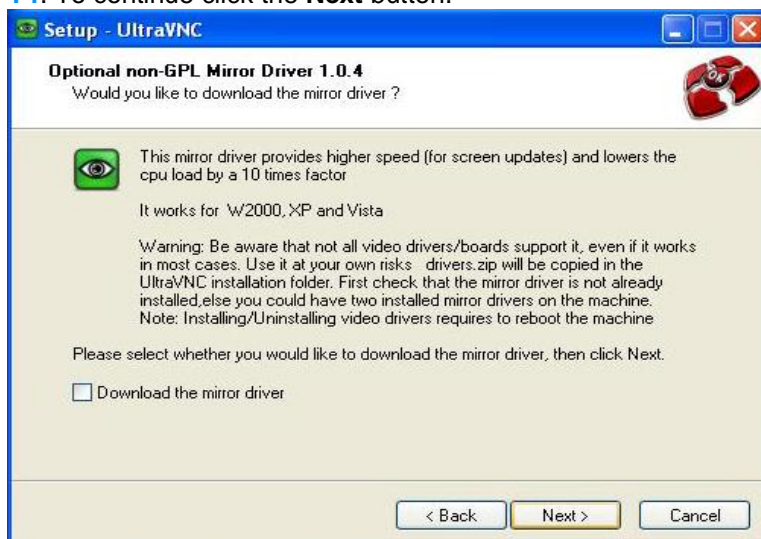 To continue click the Next button.
Setup - UltraVNC
Optional non-GPL Mirror Driver 1.0.4
Would you like to download the mirror driver ?
OK
This mirror driver provides higher speed (for screen updates) and lowers the
cpu load by a 10 times factor
It works for W2000, XP and Vista
Warning: Be aware that not all video drivers/boards support it, even if it works
in most cases. Use it at your own risks drivers.zip will be copied in the
UltraVNC installation folder. First check that the mirror driver is not already
installed,else you could have two installed mirror drivers on the machine.
Note: Installing/Uninstalling video drivers requires to reboot the machine
Please select whether you would like to download the mirror driver, then click Next.
Download the mirror driver
< Back Next > Cancel